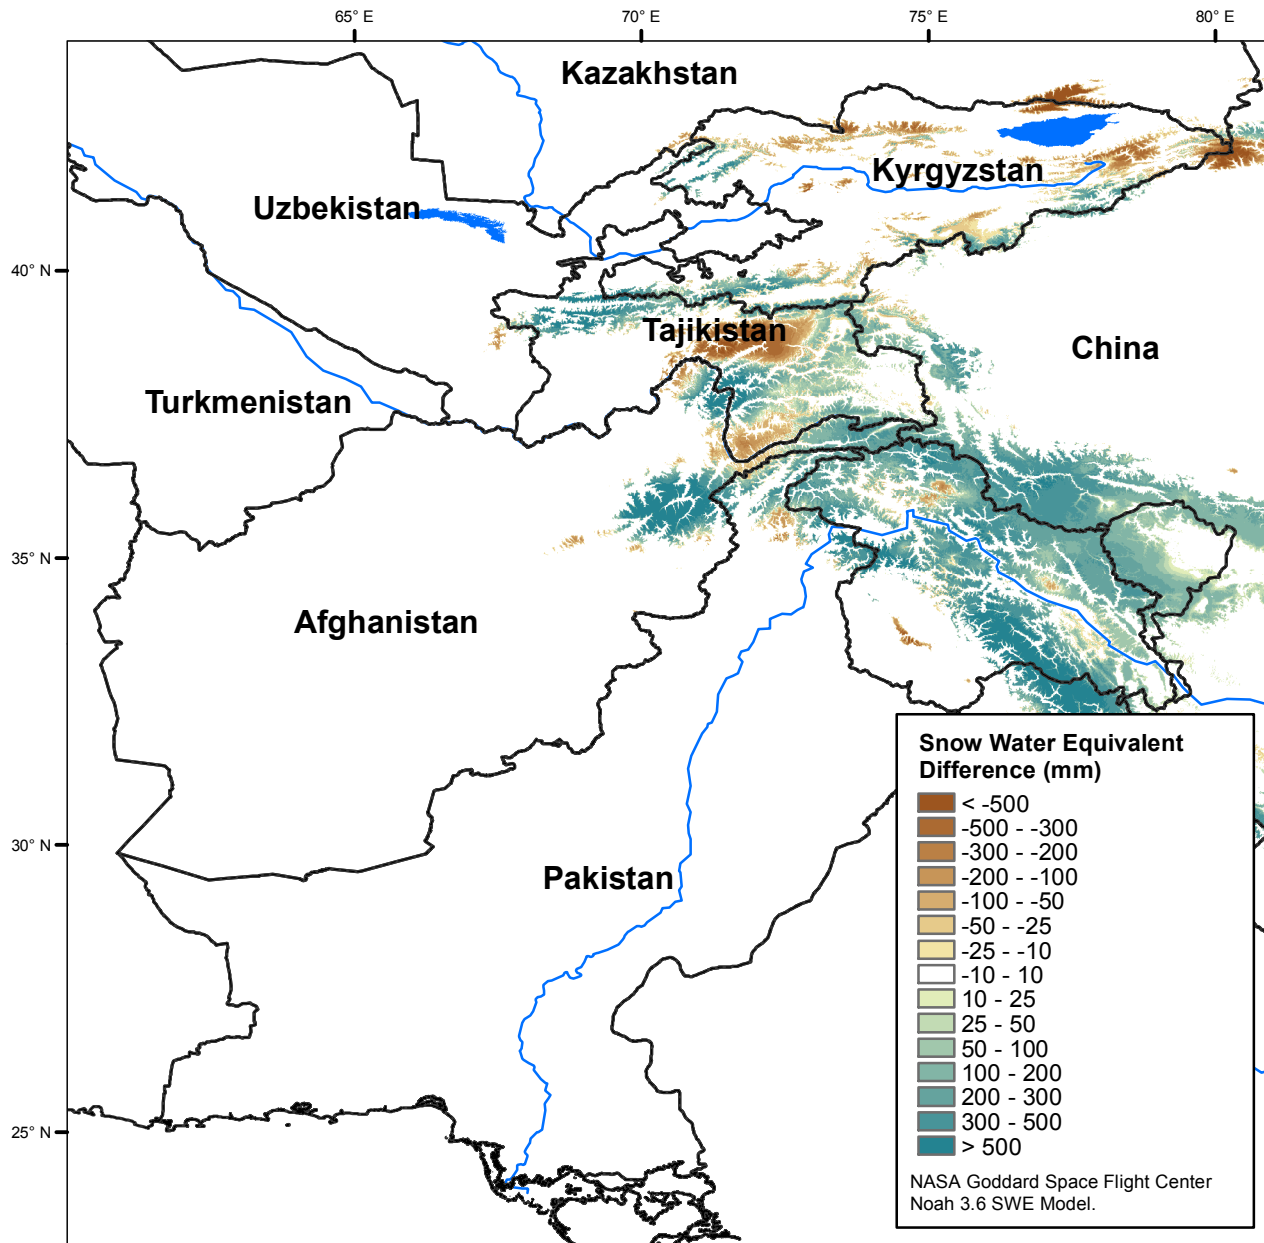 65° E
70° E
75° E
80° E
Kazakhstan
Kyrgyzstan
Uzbekistan
40° N
Tajikistan
China
Turkmenistan
35° N
Afghanistan
Snow Water Equivalent
Difference (mm)
< -500
-500 - -300
-300 - -200
-200 - -100
-100 - -50
-50 - -25
-25 - -10
-10 - 10
10 - 25
25 - 50
50 - 100
100 - 200
200 - 300
300 - 500
> 500
NASA Goddard Space Flight Center
Noah 3.6 SWE Model.
30° N
Pakistan
25° N